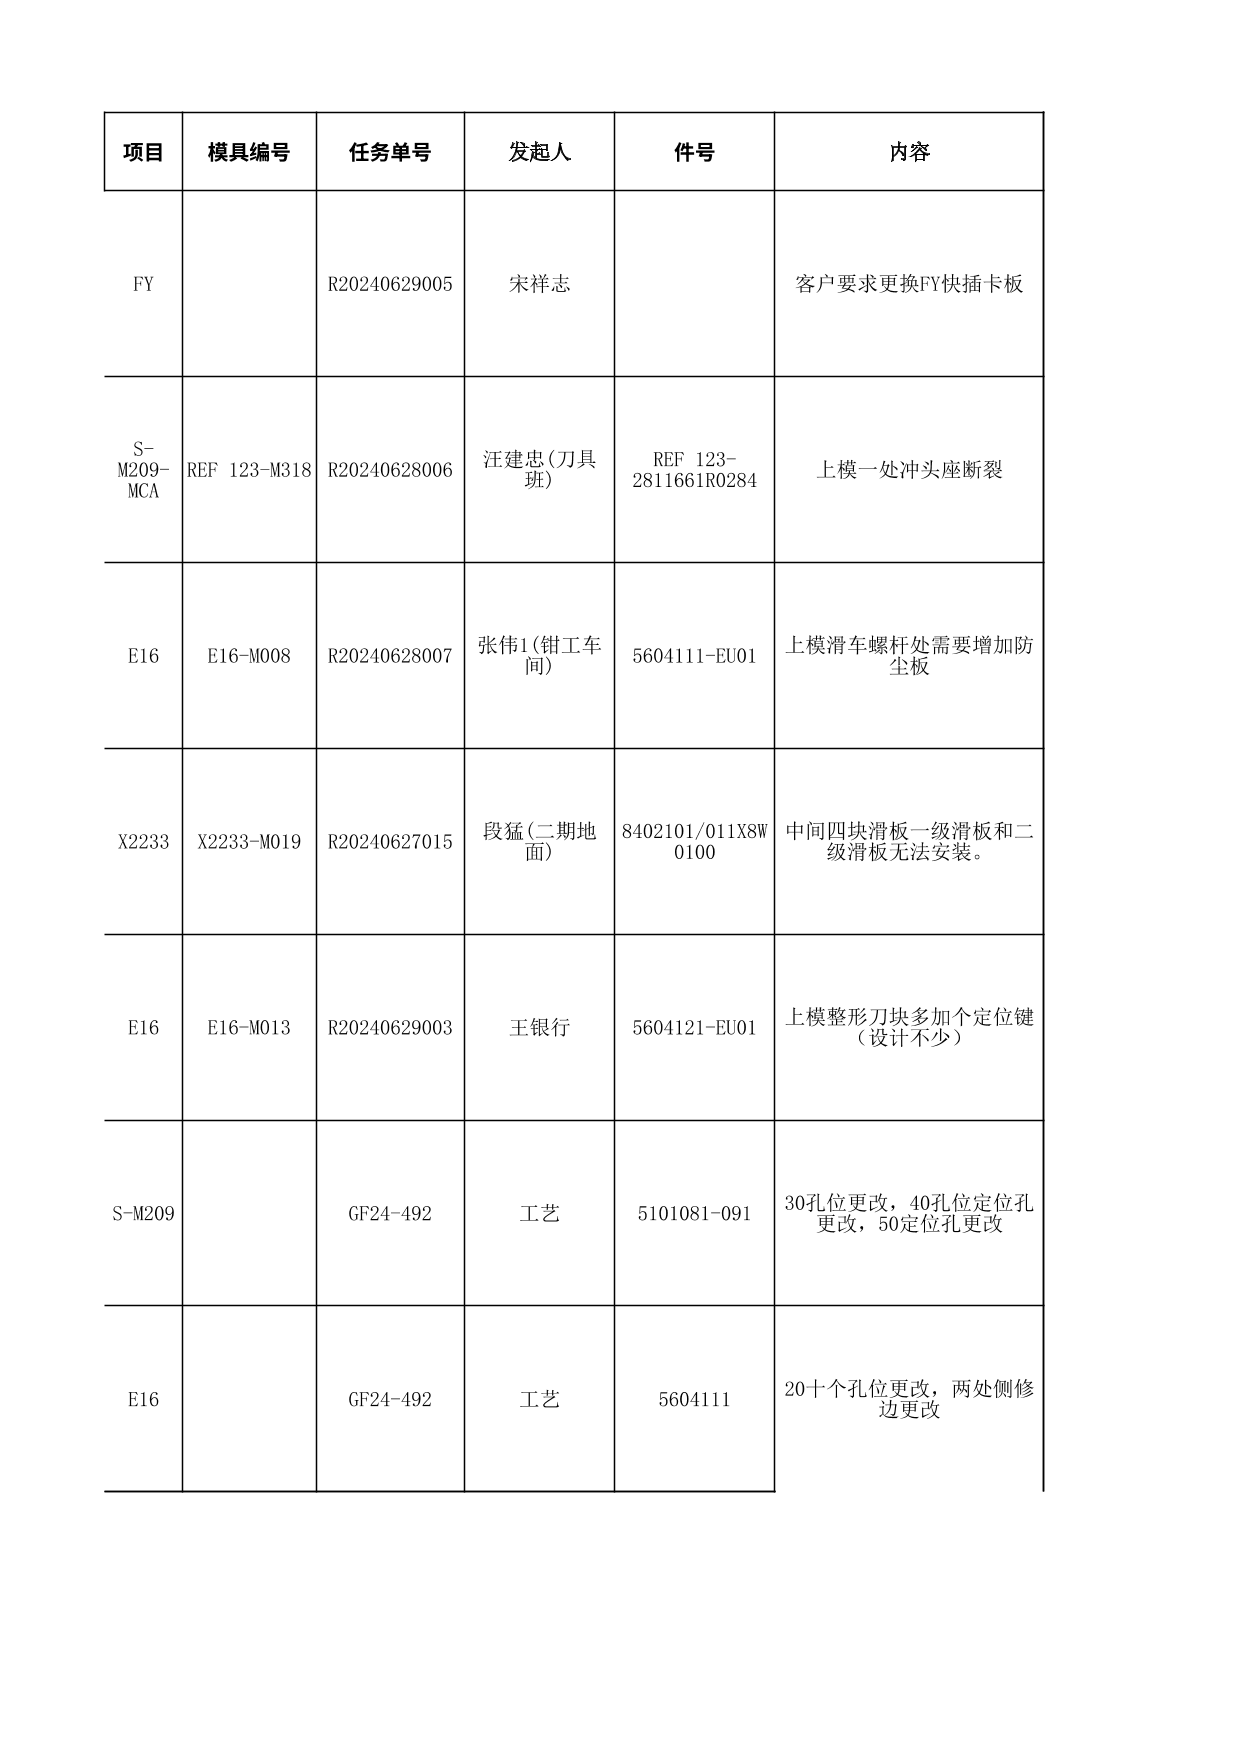 项目 模具编号 任务单号 发起人 件号 内容
FY R20240629005 宋祥志 客户要求更换FY快插卡板
S-
M209-
MCA
REF 123-M318
R20240628006
汪建忠(刀具
班)
REF 123-
2811661R0284
上模一处冲头座断裂
E16
E16-M008
R20240628007
张伟1(钳工车
间)
5604111-EU01
上模滑车螺杆处需要增加防
尘板
X2233
X2233-M019
R20240627015
段猛(二期地
面)
8402101/011X8W
0100
中间四块滑板一级滑板和二
级滑板无法安装。
E16
E16-M013
R20240629003
王银行
5604121-EU01
上模整形刀块多加个定位键
（设计不少）
S-M209
GF24-492
工艺
5101081-091
30孔位更改，40孔位定位孔
更改，50定位孔更改
E16
GF24-492
工艺
5604111
20十个孔位更改，两处侧修
边更改